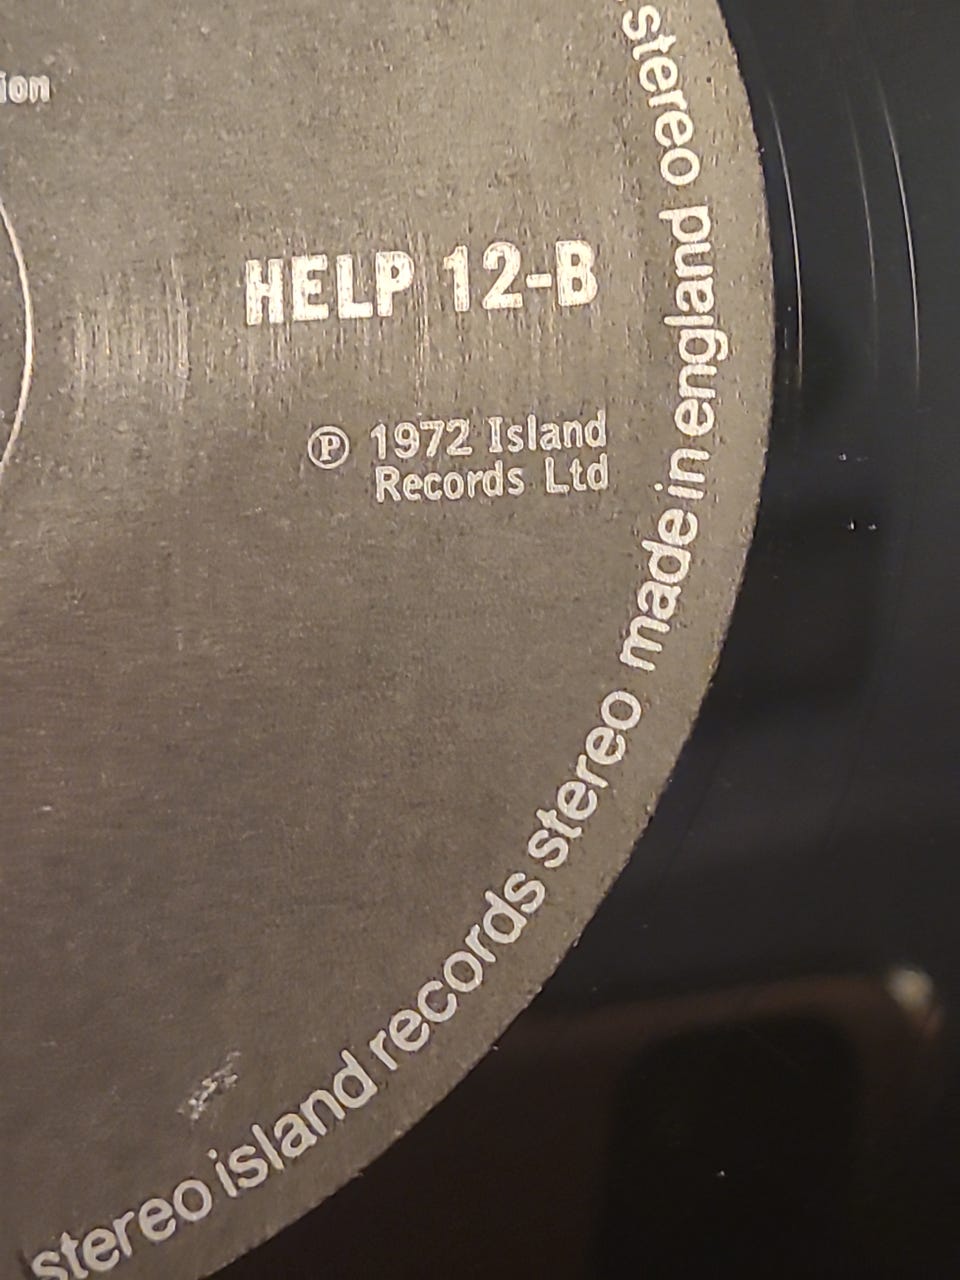 ion
HELP 12-B
℗ 1972 Island
Records Ltd
stereo island records stereo made in england stereo